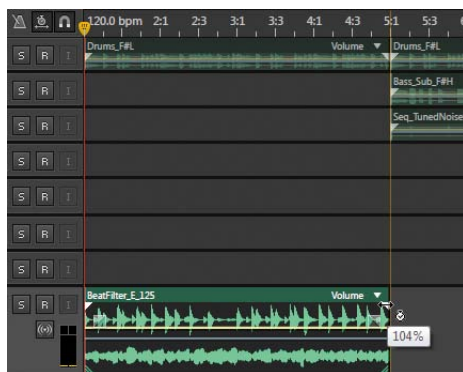 120.0 bpm 2:1 2:3 3:1 3:3 4:1 4:3 5:1 5:3
S R I Drums_F#L Volume Drums_F#L
S R I Bass_Sub_F#H
S R I Seq_TunedNoise
S R I
S R I
S R I
S R I
S R I BeatFilter_E_125 Volume
104%